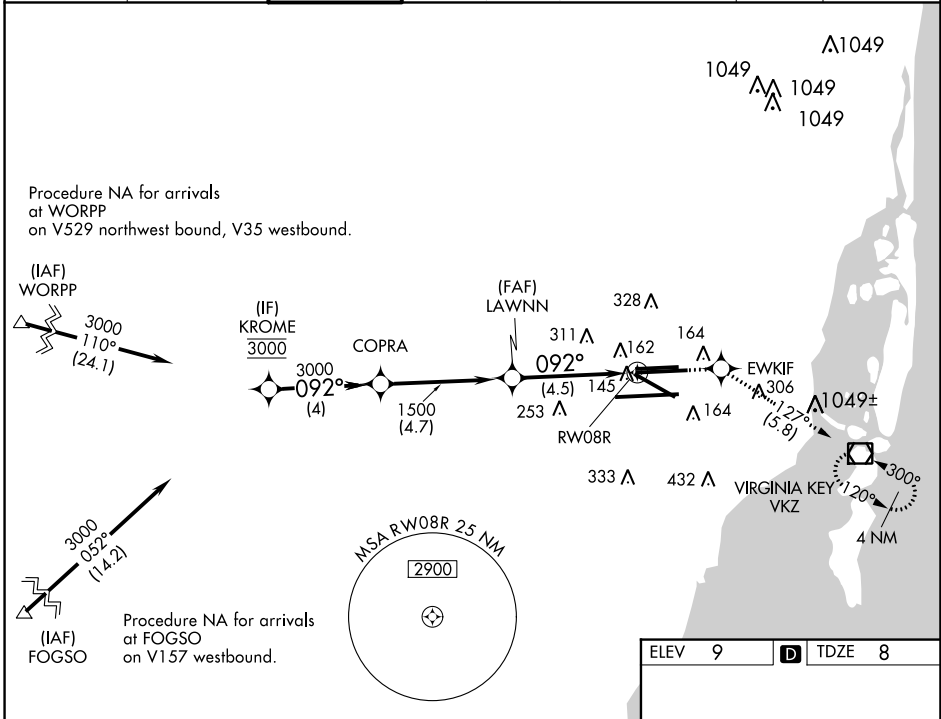 1049
1049
1049
1049
Procedure NA for arrivals
at WORPP
on V529 northwest bound, V35 westbound.
(IAF)
WORPP
3000
110°
(24.1)
(IF)
KROME
3000
3000
092°
(4)
COPRA
1500
(4.7)
(FAF)
LAWNN
092°
(4.5)
328
311
162
164
145
253
RW08R
164
EWKIF
306
127°
(5.8)
1049±
333
432
VIRGINIA KEY
VKZ
300°
120°
4 NM
3000
052°
(14.2)
(IAF)
FOGSO
Procedure NA for arrivals
at FOGSO
on V157 westbound.
MSA RW08R 25 NM
2900
ELEV 9 D TDZE 8